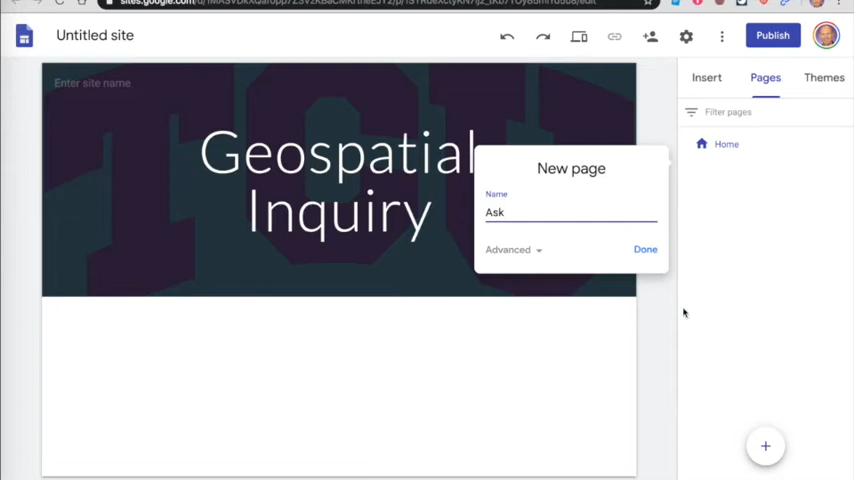 Untitled site
Publish
Insert
Pages
Themes
Enter site name
Filter pages
Home
Geospatial
Inquiry
New page
Name
Ask
Advanced
Done
+